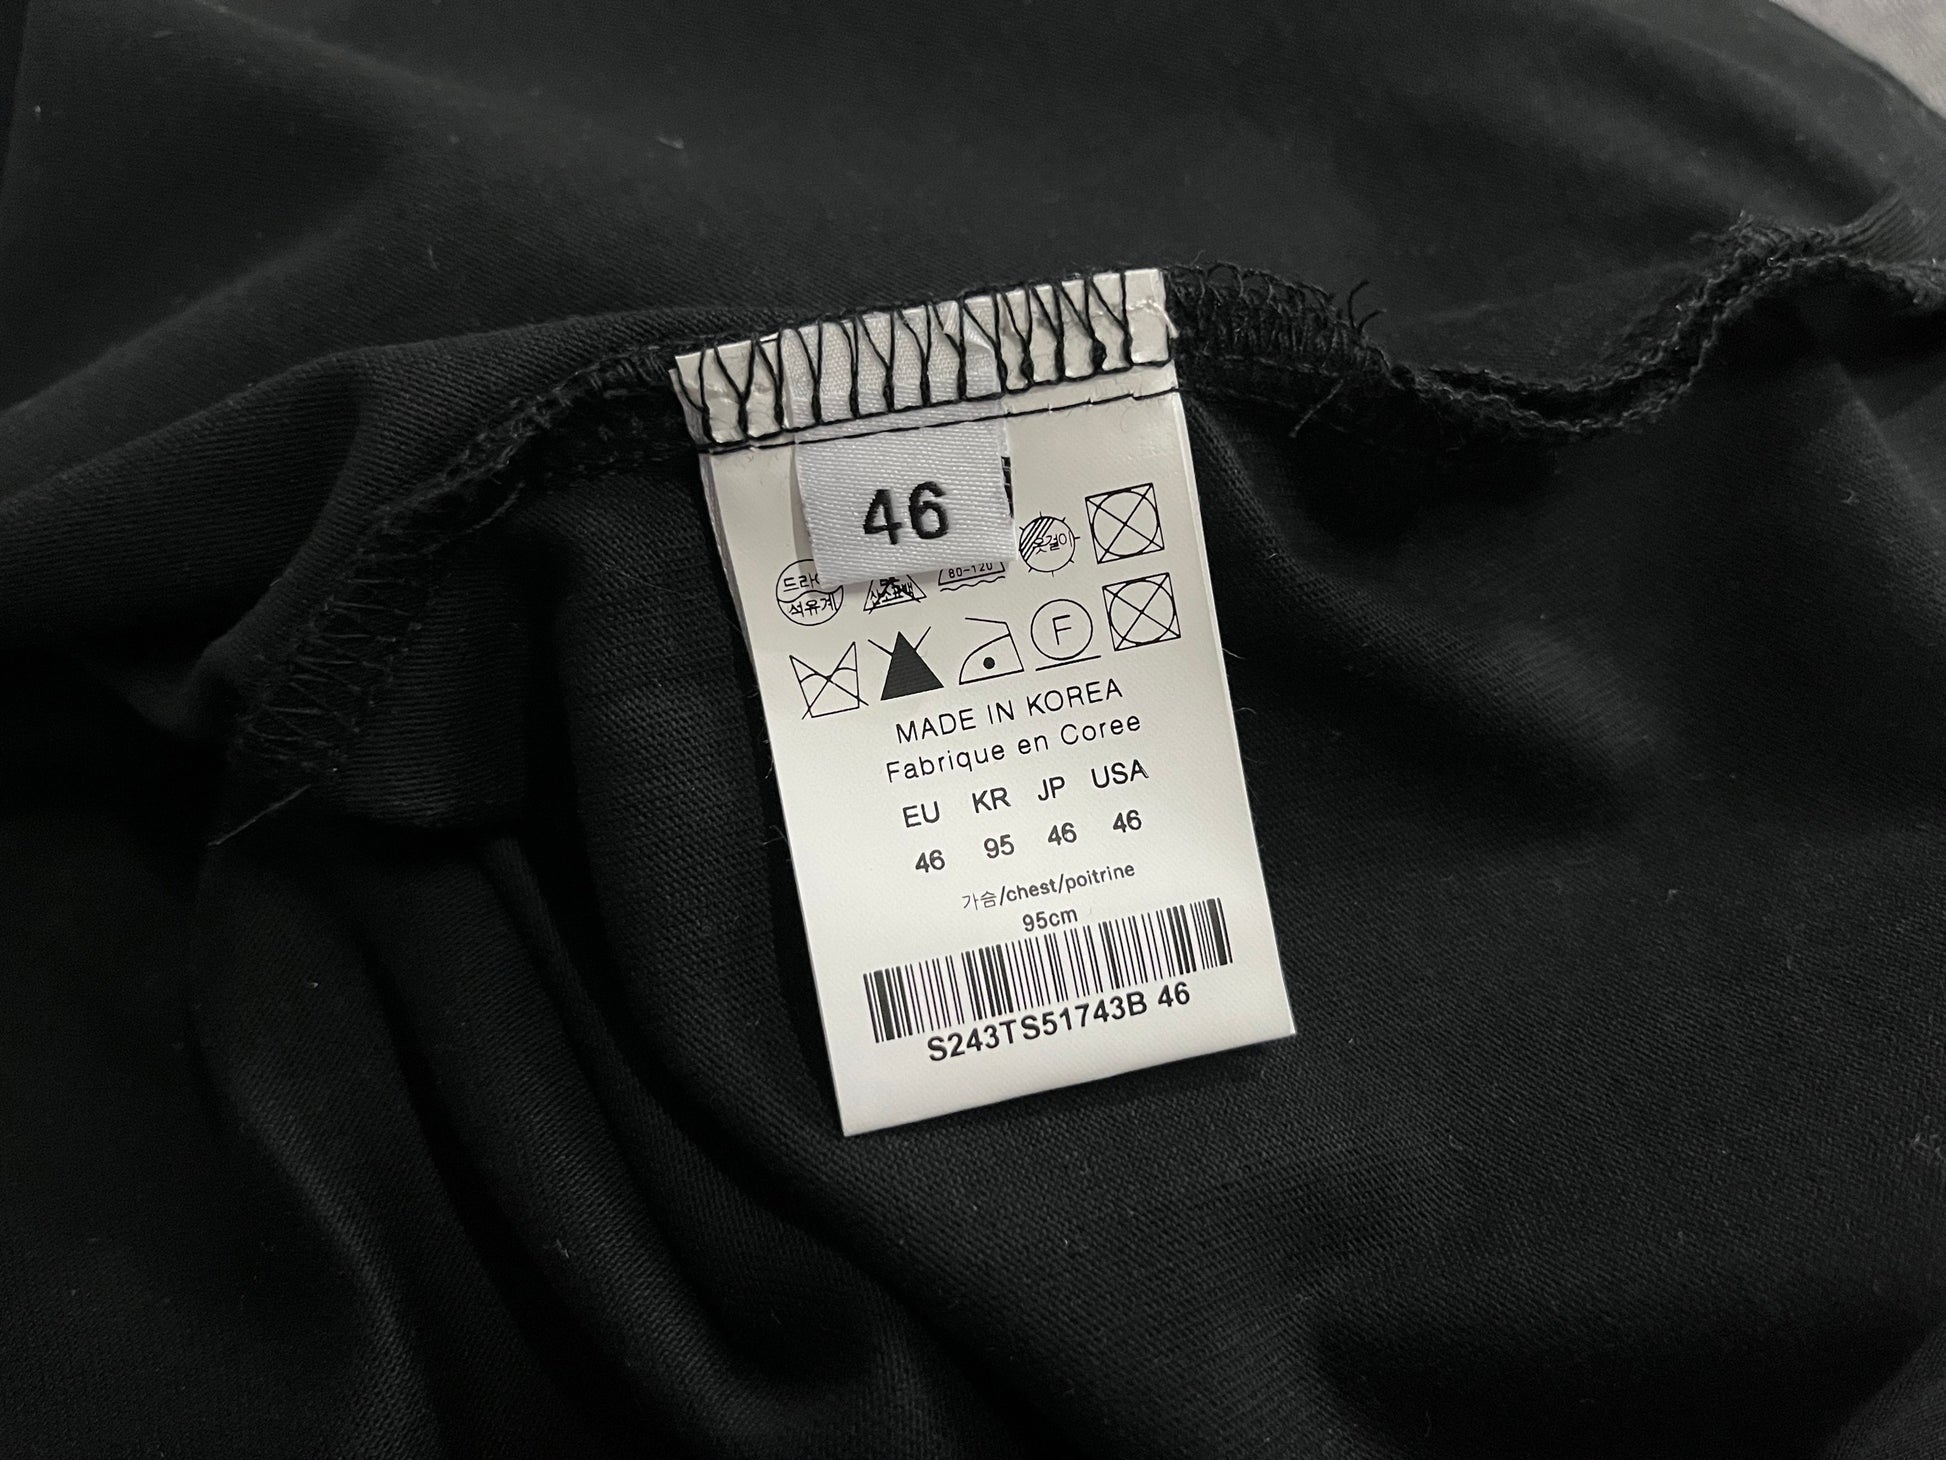 46
드라이
석유계
80~120
옷걸이
F
MADE IN KOREA
Fabrique en Coree
EU KR JP USA
46 95 46 46
가슴/chest/poitrine
95cm
S243TS51743B 46